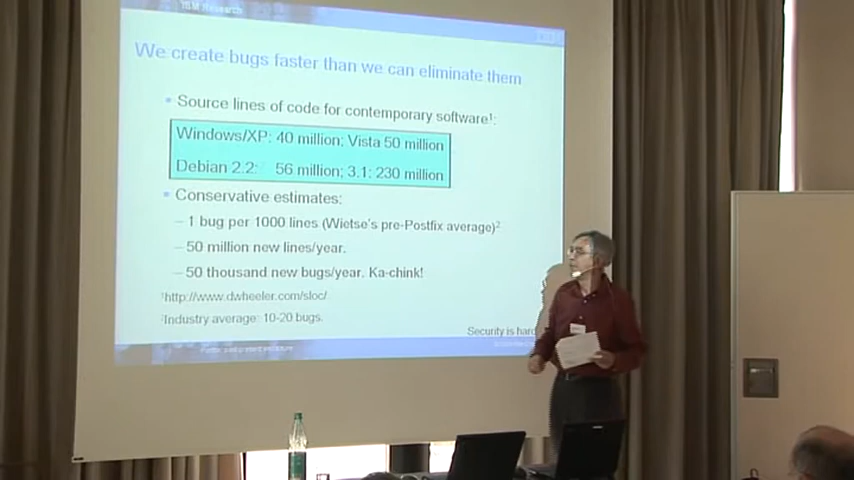 IBM Research
IBM
We create bugs faster than we can eliminate them
Source lines of code for contemporary software¹:
Windows/XP: 40 million; Vista 50 million
Debian 2.2: 56 million; 3.1: 230 million
Conservative estimates:
– 1 bug per 1000 lines (Wietse's pre-Postfix average)²
– 50 million new lines/year.
– 50 thousand new bugs/year. Ka-chink!
¹http://www.dwheeler.com/sloc/
²Industry average: 10-20 bugs.
Security is hard